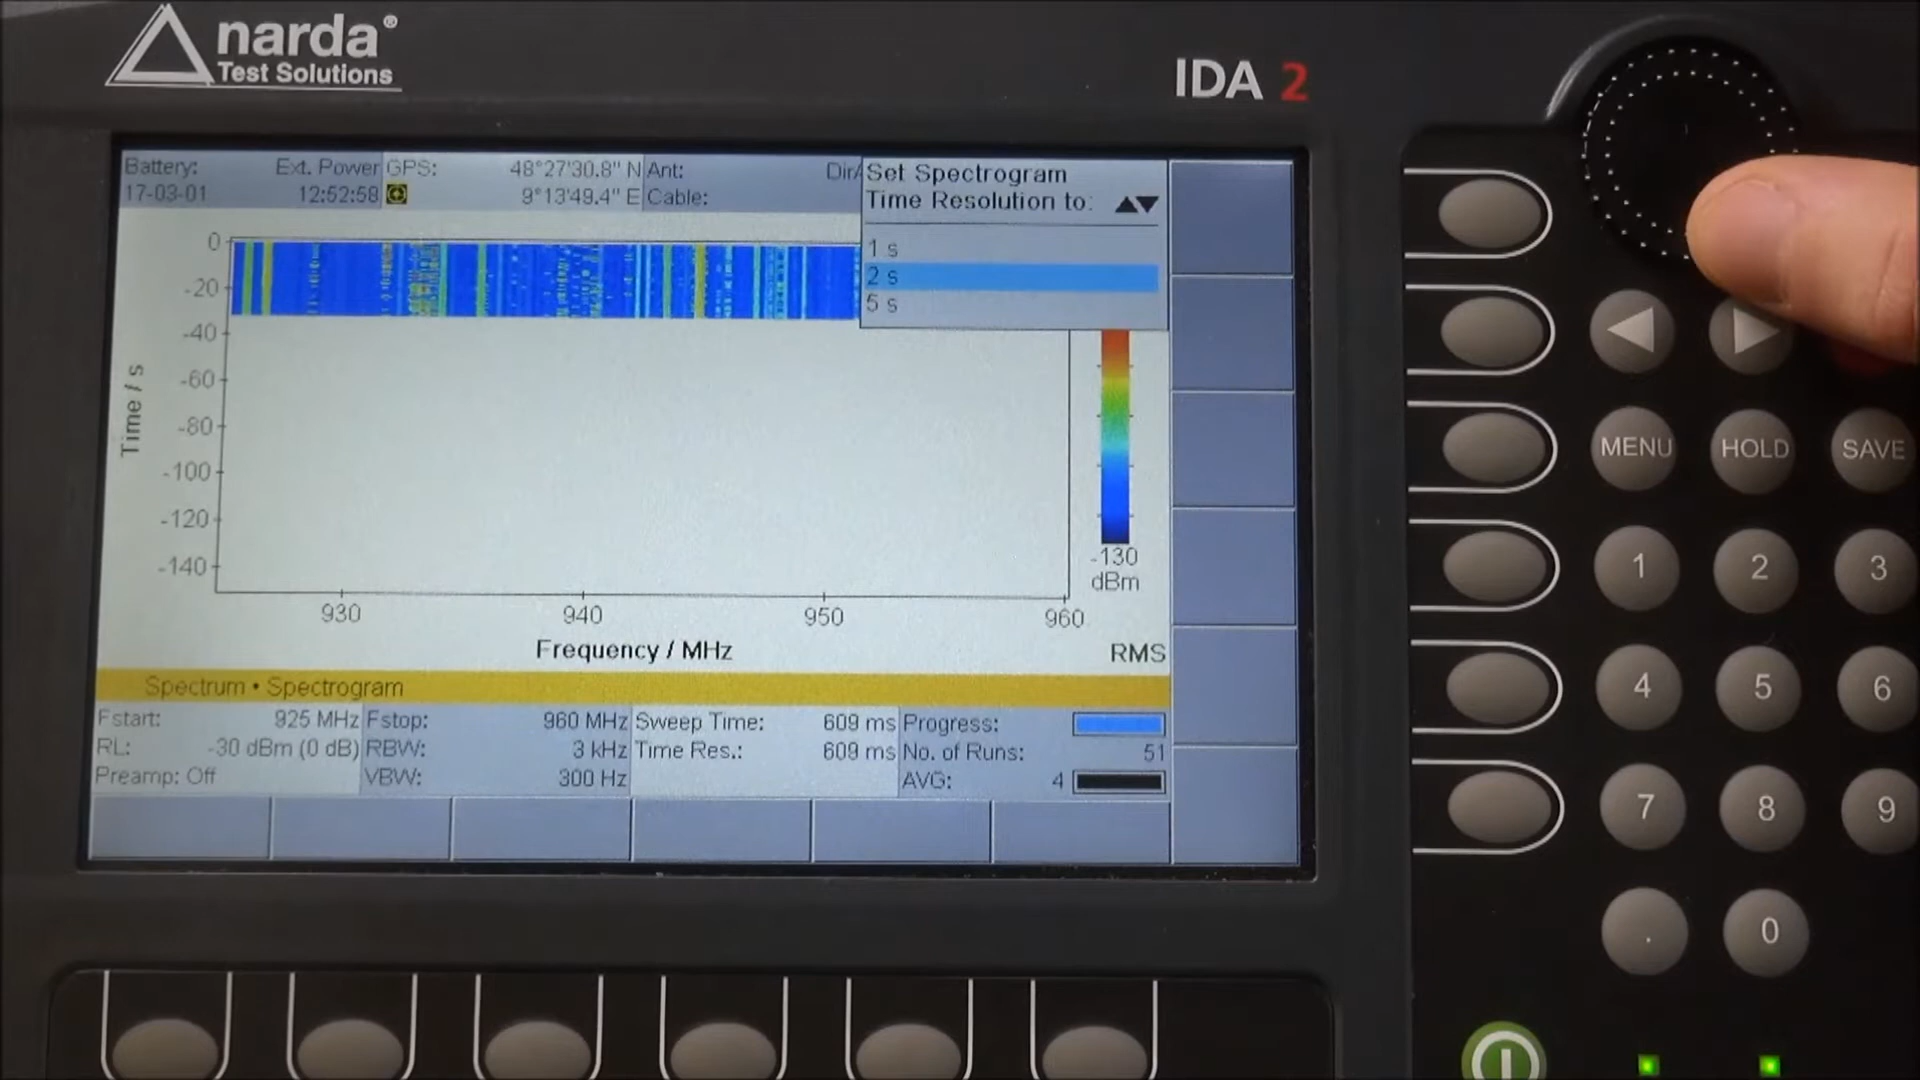 narda®
Test Solutions
IDA 2
Battery: Ext. Power GPS: 48°27'30.8" N Ant:
17-03-01 12:52:58 9°13'49.4" E Cable:
Set Spectrogram
Time Resolution to:
1 s
2 s
5 s
0
-20
-40
-60
-80
-100
-120
-140
Time / s
-130
dBm
930 940 950 960
Frequency / MHz RMS
Spectrum • Spectrogram
Fstart: 925 MHz Fstop: 960 MHz Sweep Time: 609 ms Progress:
RL: -30 dBm (0 dB) RBW: 3 kHz Time Res.: 609 ms No. of Runs: 51
Preamp: Off VBW: 300 Hz AVG: 4
MENU HOLD SAVE
1 2 3
4 5 6
7 8 9
. 0